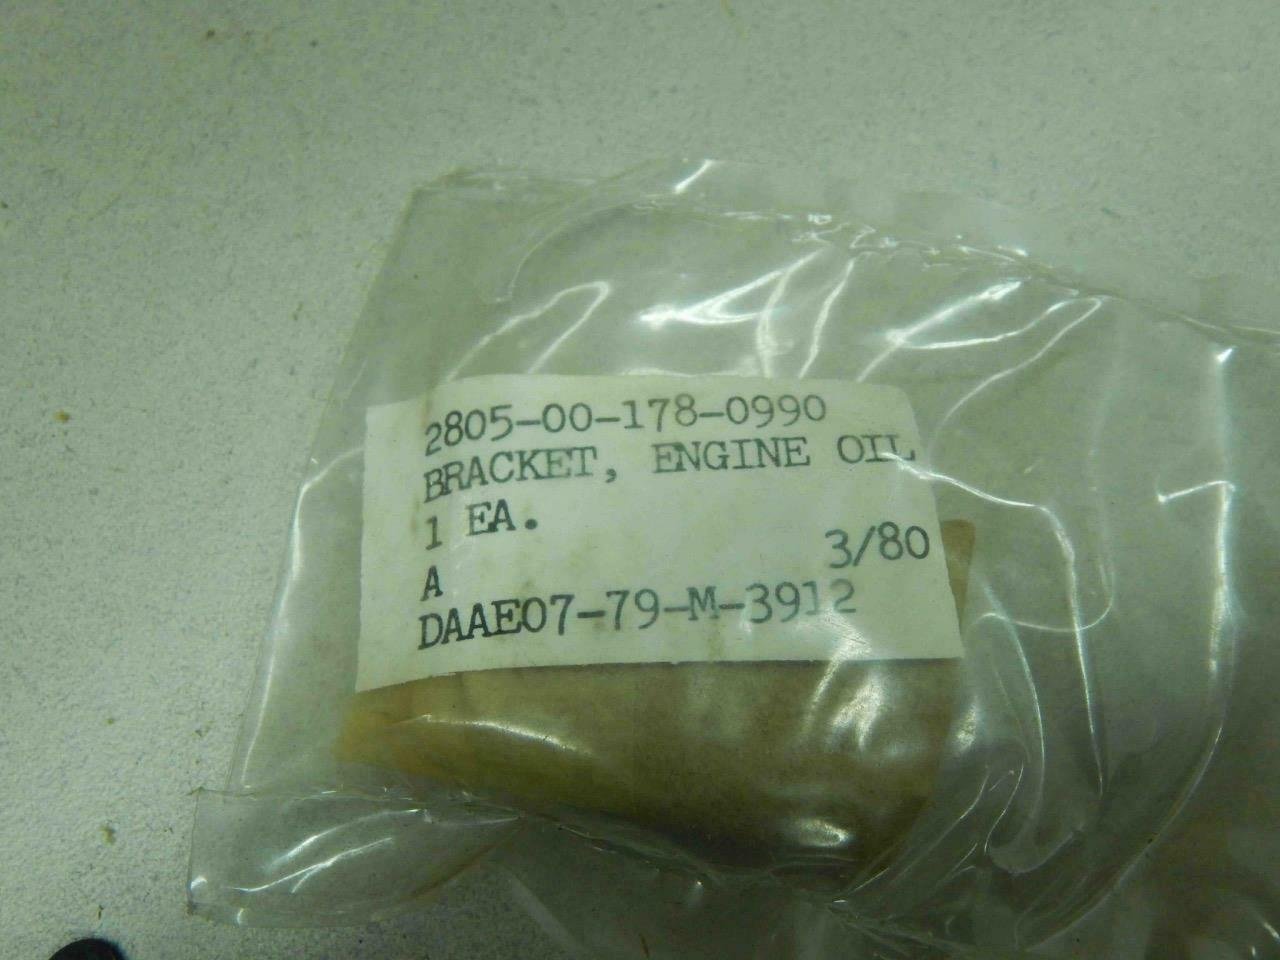 2805-00-178-0990
BRACKET, ENGINE OIL
1 EA.
A 3/80
DAAE07-79-M-3912